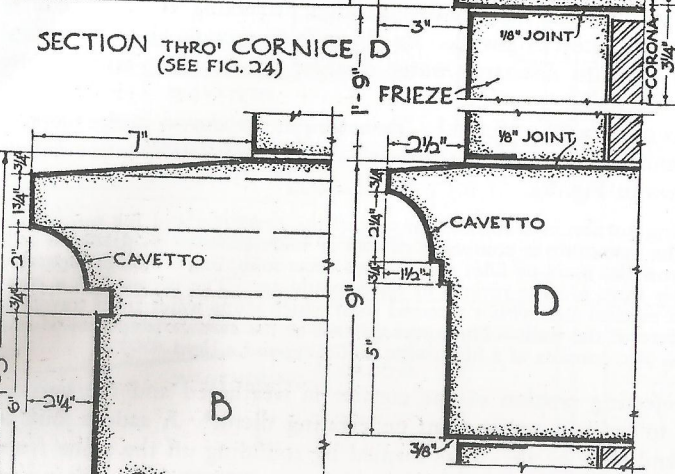 SECTION THRO' CORNICE D
(SEE FIG. 24)
3"
1/8" JOINT
CORONA
3 1/4"
1'-9"
FRIEZE
7"
2 1/2"
1/8" JOINT
3/4"
1 3/4"
2"
3/4"
6"
CAVETTO
2 1/4"
B
3/4
2 1/4"
3/4"
1 1/2"
CAVETTO
9"
5"
D
3/8"